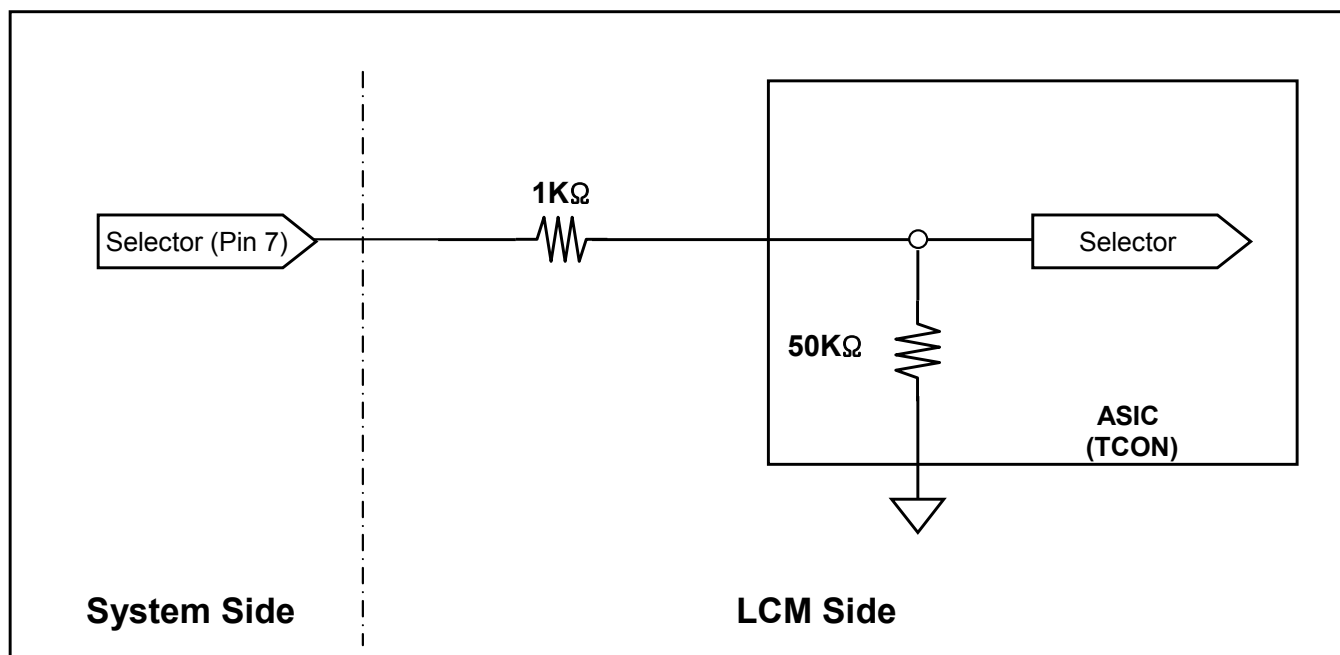 1KΩ
Selector (Pin 7)
Selector
50KΩ
ASIC
(TCON)
System Side
LCM Side